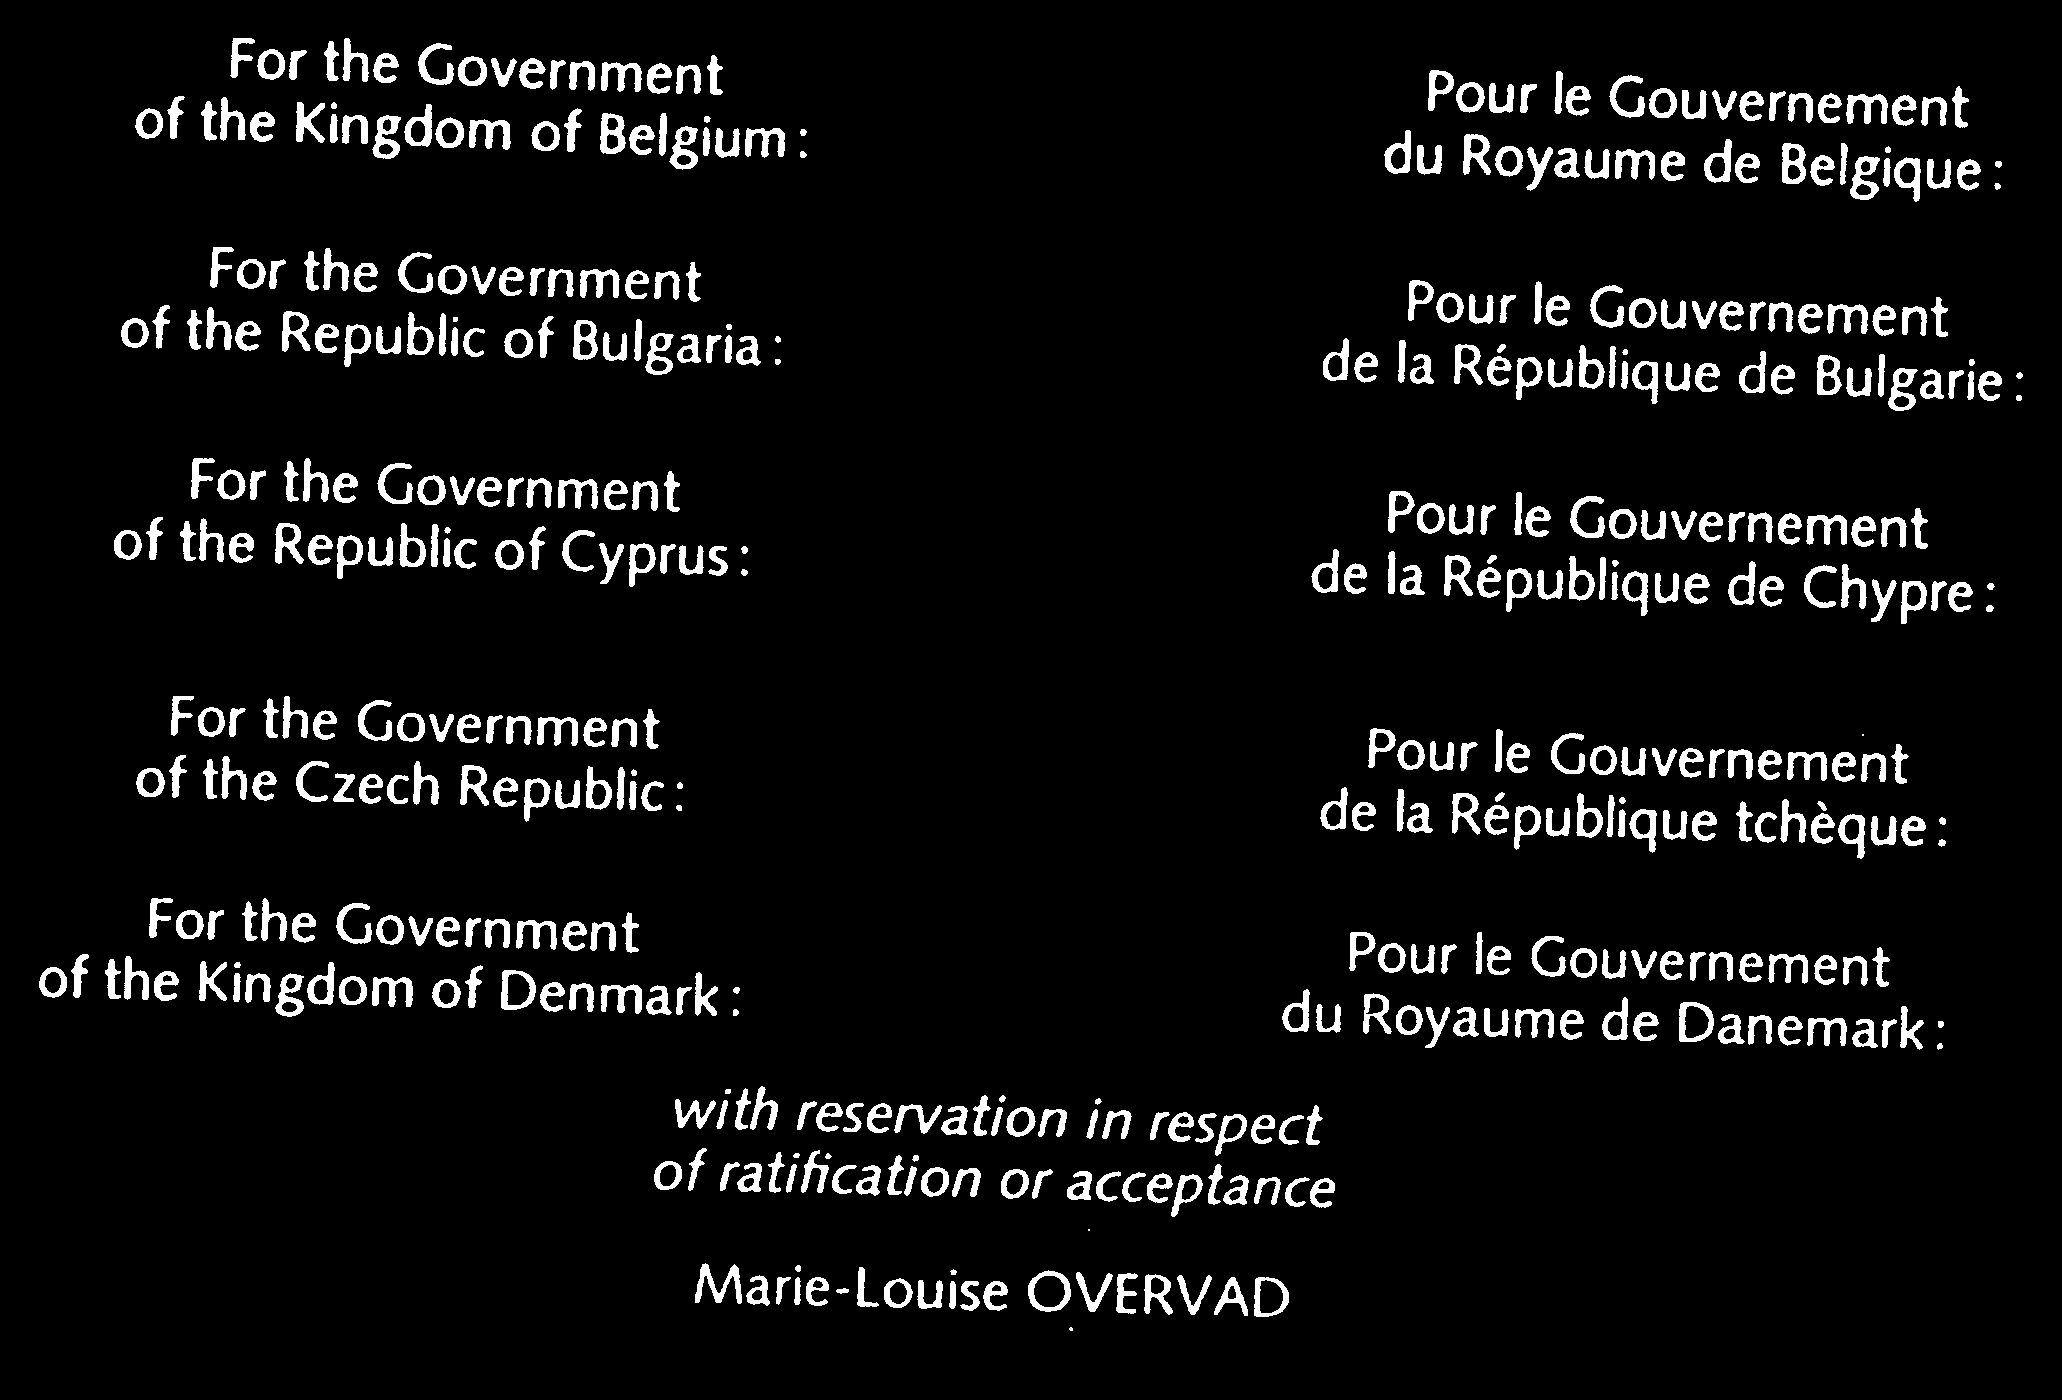 For the Government
of the Kingdom of Belgium :
Pour le Gouvernement
du Royaume de Belgique :
For the Government
of the Republic of Bulgaria :
Pour le Gouvernement
de la République de Bulgarie :
For the Government
of the Republic of Cyprus :
Pour le Gouvernement
de la République de Chypre :
For the Government
of the Czech Republic :
Pour le Gouvernement
de la République tchèque :
For the Government
of the Kingdom of Denmark :
Pour le Gouvernement
du Royaume de Danemark :
with reservation in respect
of ratification or acceptance
Marie-Louise OVERVAD